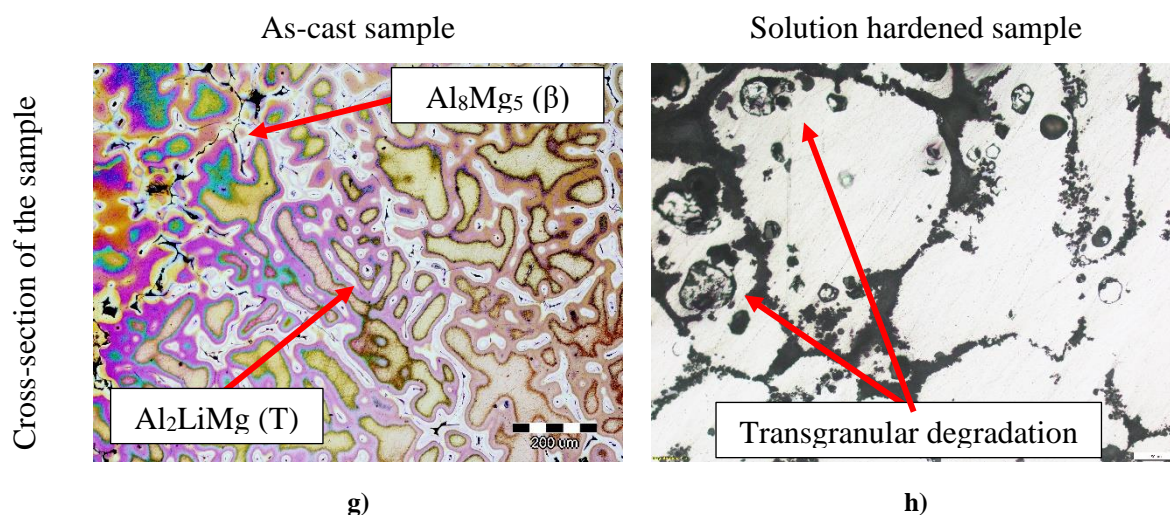 As-cast sample
Solution hardened sample
Cross-section of the sample
Al₈Mg₅ (β)
Al₂LiMg (T)
200 um
Transgranular degradation
g)
h)